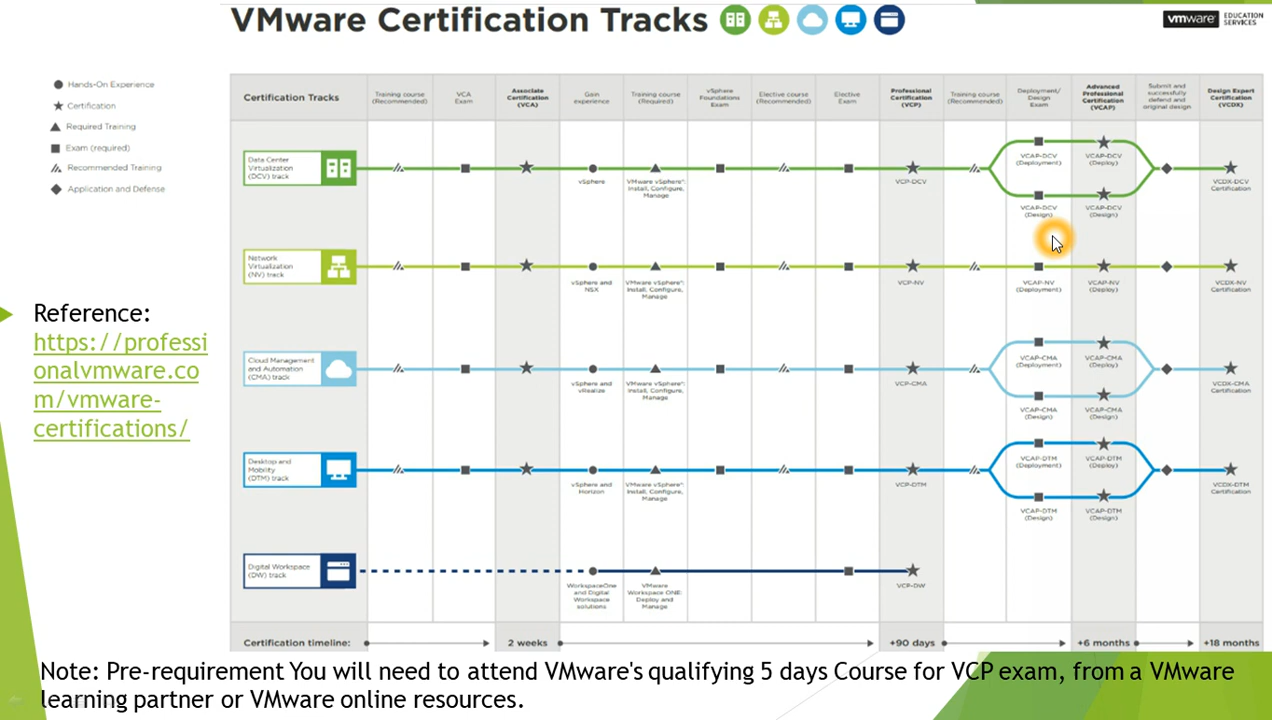 VMware Certification Tracks
vmware EDUCATION SERVICES
Hands-On Experience
Certification
Required Training
Exam (required)
Recommended Training
Application and Defense
Reference:
https://professi
onalvmware.co
m/vmware-
certifications/
Certification Tracks
Training course
(Recommended)
VCA
Exam
Associate
Certification
(VCA)
Gain
experience
Training course
(Required)
vSphere
Foundations
Exam
Elective course
(Recommended)
Elective
Exam
Professional
Certification
(VCP)
Training course
(Recommended)
Deployment/
Design
Exam
Advanced
Professional
Certification
(VCAP)
Submit and
successfully
defend and
original design
Design Expert
Certification
(VCDX)
Data Center
Virtualization
(DCV) track
vSphere
VMware vSphere®:
Install, Configure,
Manage
VCP-DCV
VCAP-DCV
(Deployment)
VCAP-DCV
(Deploy)
VCAP-DCV
(Design)
VCAP-DCV
(Design)
VCDX-DCV
Certification
Network
Virtualization
(NV) track
vSphere and
NSX
VMware vSphere®:
Install, Configure,
Manage
VCP-NV
VCAP-NV
(Deployment)
VCAP-NV
(Deploy)
VCDX-NV
Certification
Cloud Management
and Automation
(CMA) track
vSphere and
vRealize
VMware vSphere®:
Install, Configure,
Manage
VCP-CMA
VCAP-CMA
(Deployment)
VCAP-CMA
(Deploy)
VCAP-CMA
(Design)
VCAP-CMA
(Design)
VCDX-CMA
Certification
Desktop and
Mobility
(DTM) track
vSphere and
Horizon
VMware vSphere®:
Install, Configure,
Manage
VCP-DTM
VCAP-DTM
(Deployment)
VCAP-DTM
(Deploy)
VCAP-DTM
(Design)
VCAP-DTM
(Design)
VCDX-DTM
Certification
Digital Workspace
(DW) track
WorkspaceOne
and Digital
Workspace
solutions
VMware
Workspace ONE:
Deploy and
Manage
VCP-DW
Certification timeline:
2 weeks
+90 days
+6 months
+18 months
Note: Pre-requirement You will need to attend VMware's qualifying 5 days Course for VCP exam, from a VMware
learning partner or VMware online resources.